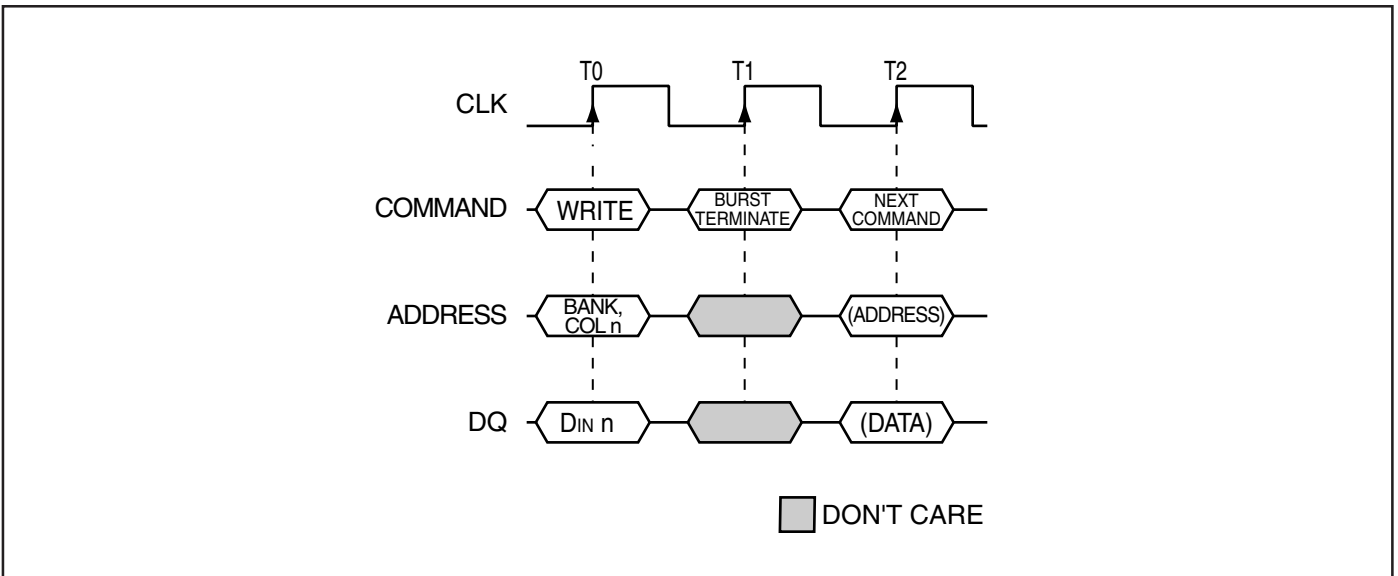 T0 T1 T2
CLK
COMMAND WRITE BURST TERMINATE NEXT COMMAND
ADDRESS BANK, COL n (ADDRESS)
DQ DIN n (DATA)
DON'T CARE